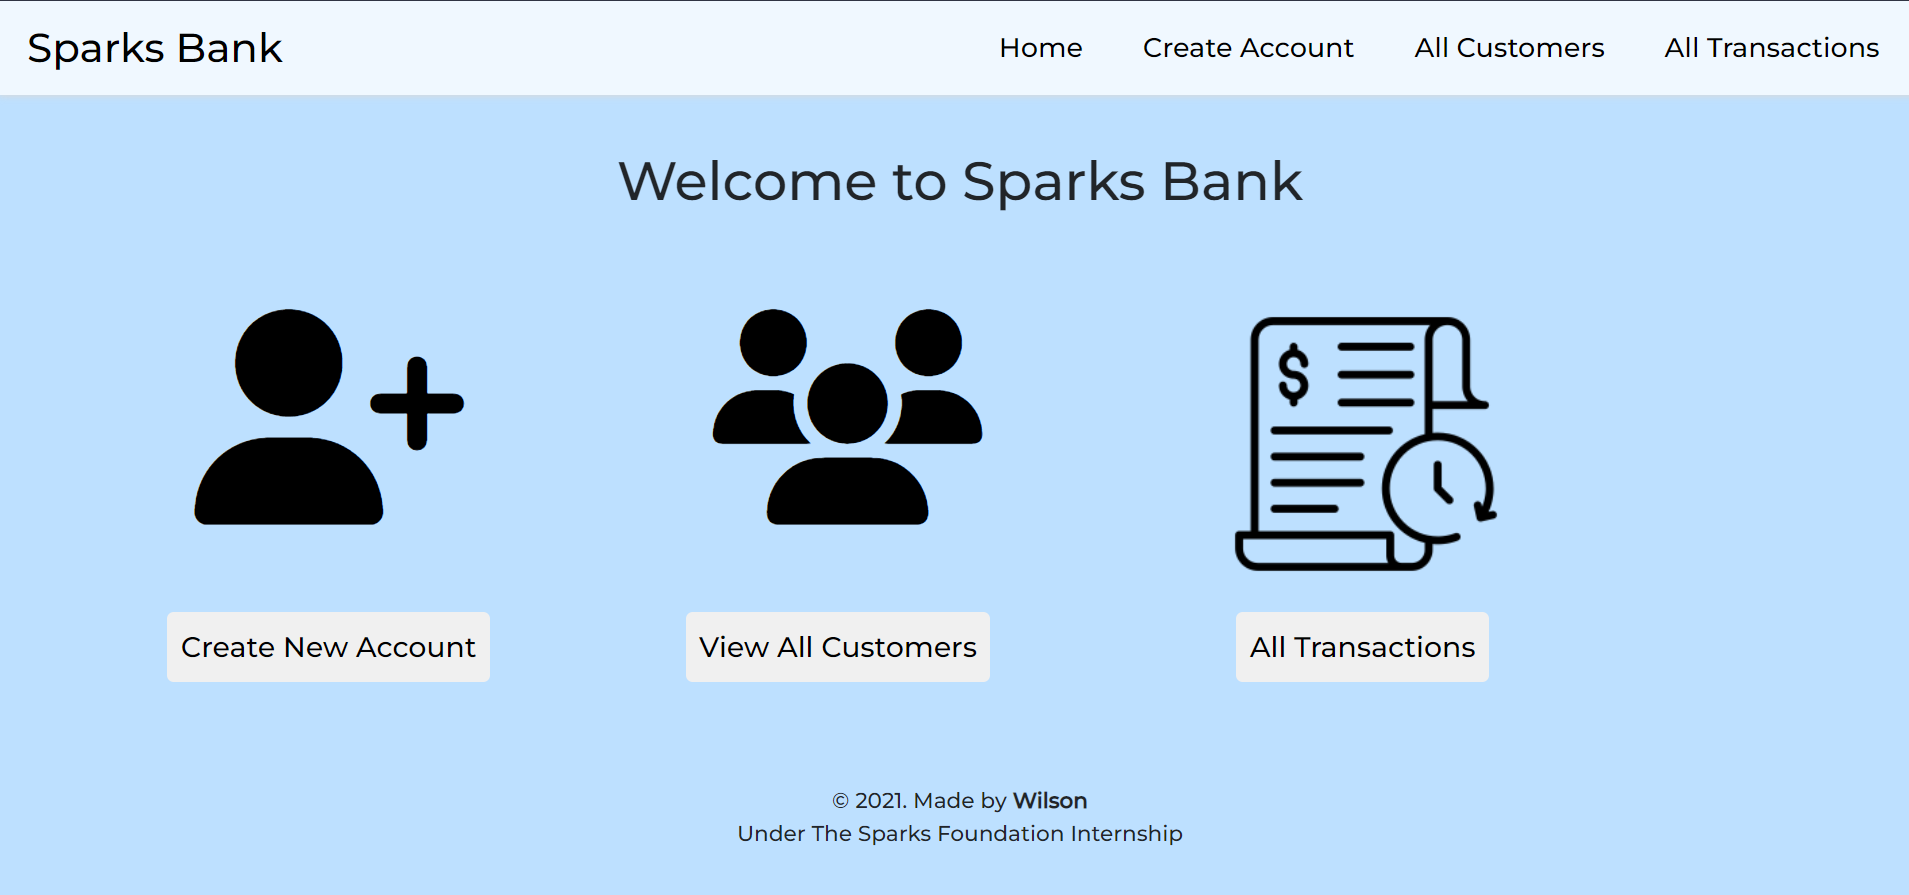 Sparks Bank
Home
Create Account
All Customers
All Transactions
Welcome to Sparks Bank
$
Create New Account
View All Customers
All Transactions
© 2021. Made by Wilson
Under The Sparks Foundation Internship